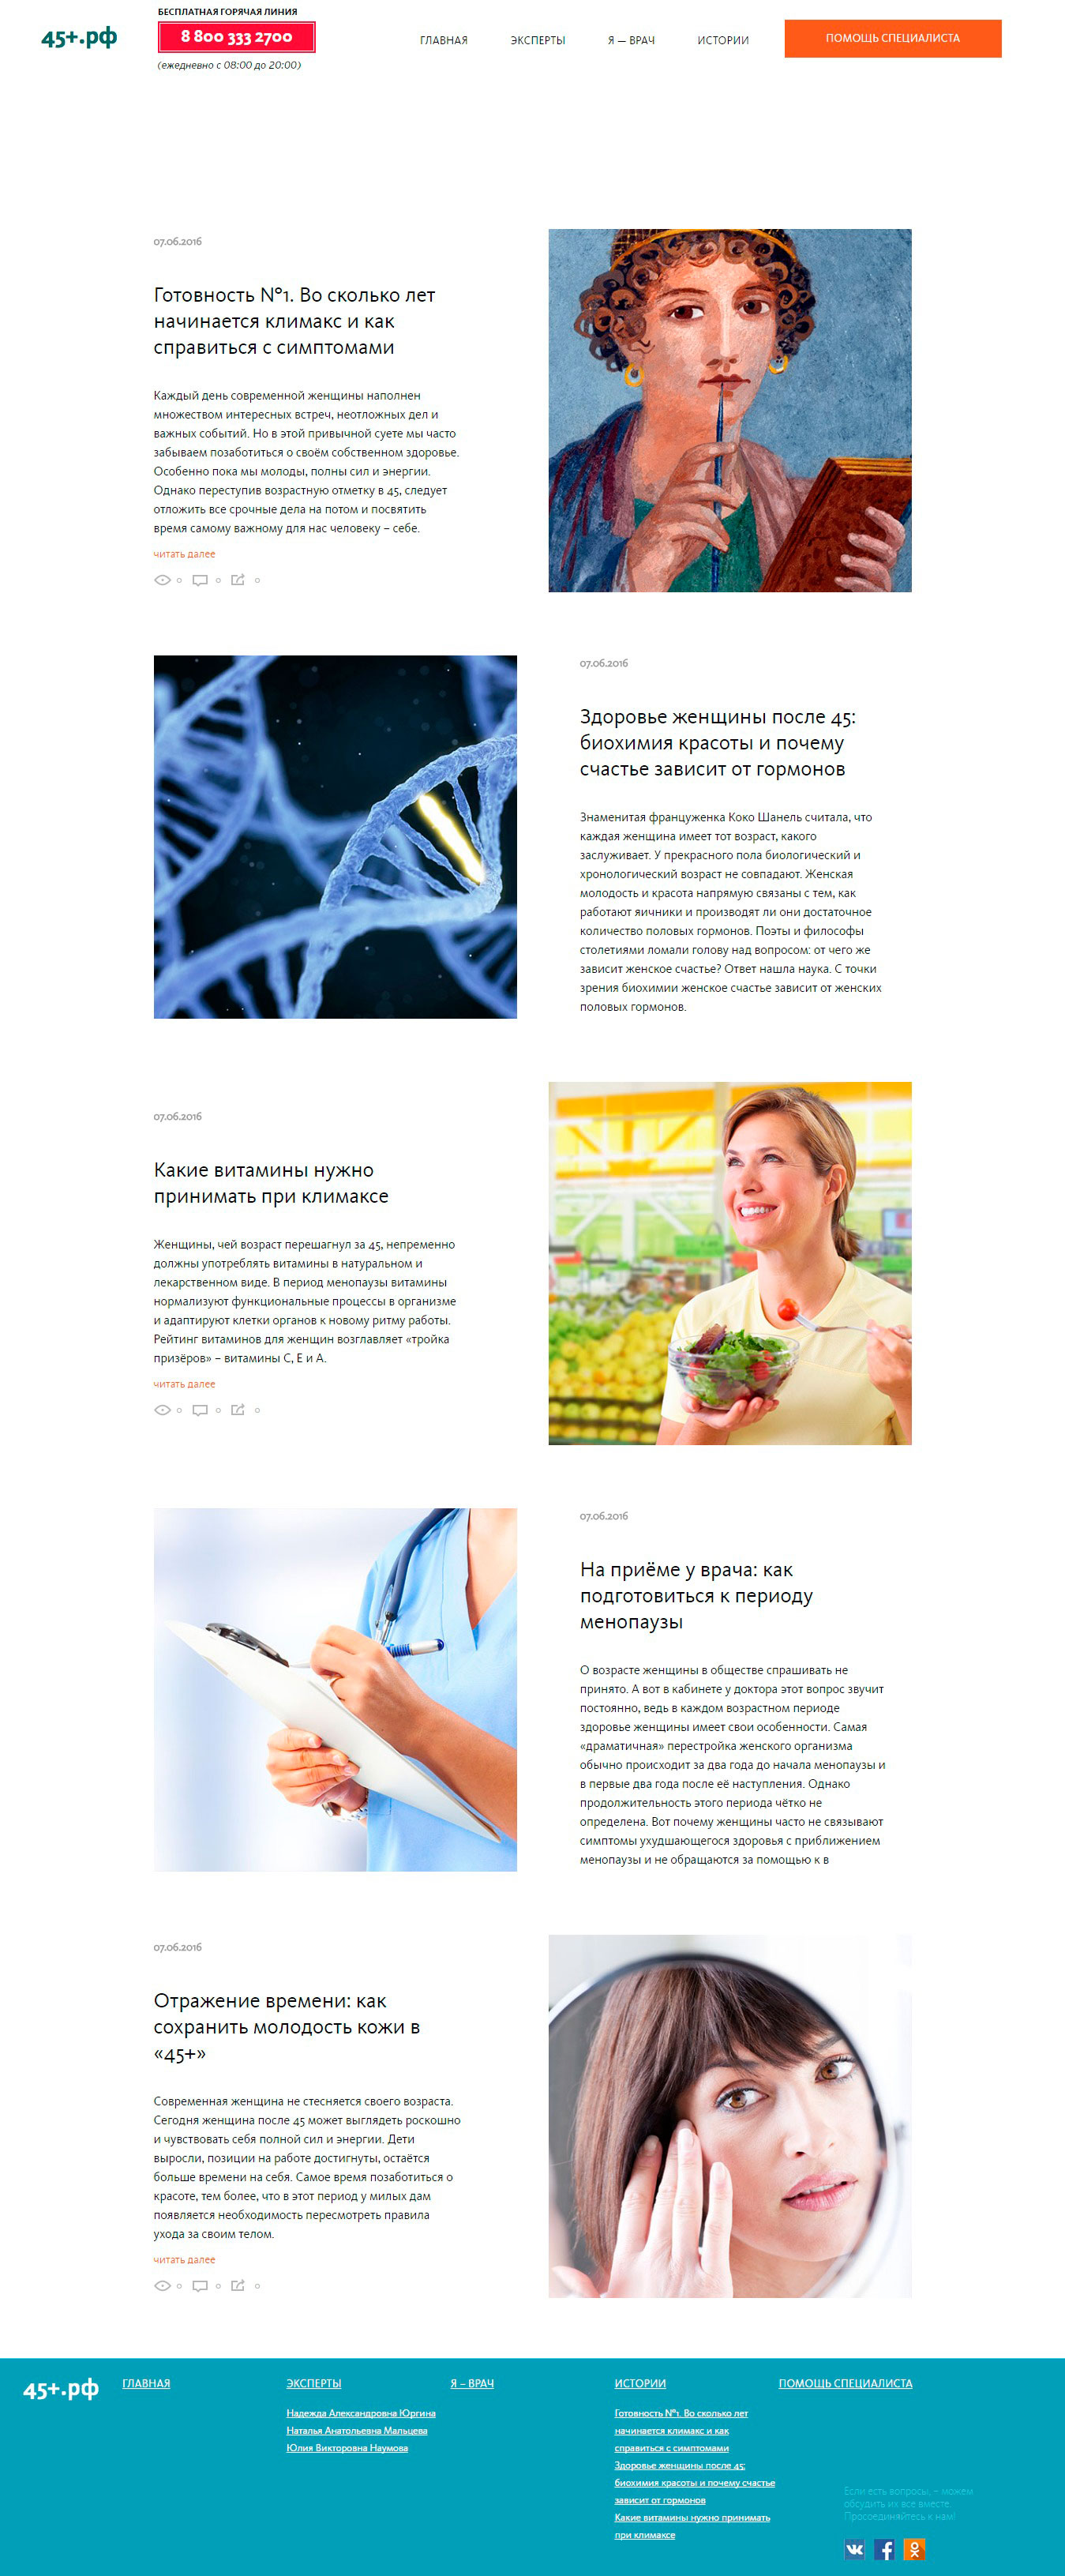 45+.рф
БЕСПЛАТНАЯ ГОРЯЧАЯ ЛИНИЯ
8 800 333 2700
(ежедневно с 08:00 до 20:00)
ГЛАВНАЯ
ЭКСПЕРТЫ
Я — ВРАЧ
ИСТОРИИ
ПОМОЩЬ СПЕЦИАЛИСТА
07.06.2016
Готовность №1. Во сколько лет
начинается климакс и как
справиться с симптомами
Каждый день современной женщины наполнен
множеством интересных встреч, неотложных дел и
важных событий. Но в этой привычной суете мы часто
забываем позаботиться о своём собственном здоровье.
Особенно пока мы молоды, полны сил и энергии.
Однако переступив возрастную отметку в 45, следует
отложить все срочные дела на потом и посвятить
время самому важному для нас человеку – себе.
читать далее
0 0 0
07.06.2016
Здоровье женщины после 45:
биохимия красоты и почему
счастье зависит от гормонов
Знаменитая француженка Коко Шанель считала, что
каждая женщина имеет тот возраст, какого
заслуживает. У прекрасного пола биологический и
хронологический возраст не совпадают. Женская
молодость и красота напрямую связаны с тем, как
работают яичники и производят ли они достаточное
количество половых гормонов. Поэты и философы
столетиями ломали голову над вопросом: от чего же
зависит женское счастье? Ответ нашла наука. С точки
зрения биохимии женское счастье зависит от женских
половых гормонов.
07.06.2016
Какие витамины нужно
принимать при климаксе
Женщины, чей возраст перешагнул за 45, непременно
должны употреблять витамины в натуральном и
лекарственном виде. В период менопаузы витамины
нормализуют функциональные процессы в организме
и адаптируют клетки органов к новому ритму работы.
Рейтинг витаминов для женщин возглавляет «тройка
призёров» – витамины С, Е и А.
читать далее
0 0 0
07.06.2016
На приёме у врача: как
подготовиться к периоду
менопаузы
О возрасте женщины в обществе спрашивать не
принято. А вот в кабинете у доктора этот вопрос звучит
постоянно, ведь в каждом возрастном периоде
здоровье женщины имеет свои особенности. Самая
«драматичная» перестройка женского организма
обычно происходит за два года до начала менопаузы и
в первые два года после её наступления. Однако
продолжительность этого периода чётко не
определена. Вот почему женщины часто не связывают
симптомы ухудшающегося здоровья с приближением
менопаузы и не обращаются за помощью к в
07.06.2016
Отражение времени: как
сохранить молодость кожи в
«45+»
Современная женщина не стесняется своего возраста.
Сегодня женщина после 45 может выглядеть роскошно
и чувствовать себя полной сил и энергии. Дети
выросли, позиции на работе достигнуты, остаётся
больше времени на себя. Самое время позаботиться о
красоте, тем более, что в этот период у милых дам
появляется необходимость пересмотреть правила
ухода за своим телом.
читать далее
0 0 0
45+.рф
ГЛАВНАЯ
ЭКСПЕРТЫ
Надежда Александровна Юргина
Наталья Анатольевна Мальцева
Юлия Викторовна Наумова
Я – ВРАЧ
ИСТОРИИ
Готовность №1. Во сколько лет
начинается климакс и как
справиться с симптомами
Здоровье женщины после 45:
биохимия красоты и почему счастье
зависит от гормонов
Какие витамины нужно принимать
при климаксе
ПОМОЩЬ СПЕЦИАЛИСТА
Если есть вопросы, – можем
обсудить их все вместе.
Просоединяйтесь к нам!